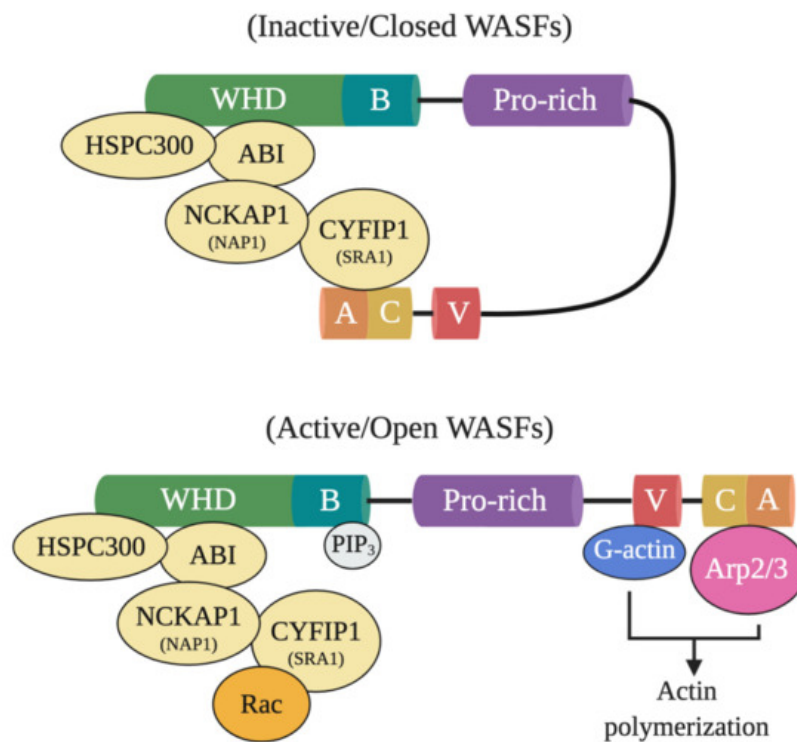 (Inactive/Closed WASFs)
WHD B Pro-rich
HSPC300 ABI
NCKAP1 CYFIP1
(NAP1) (SRA1)
A C V
(Active/Open WASFs)
WHD B Pro-rich V C A
HSPC300 ABI PIP₃ G-actin Arp2/3
NCKAP1 CYFIP1
(NAP1) (SRA1)
Rac
Actin
polymerization